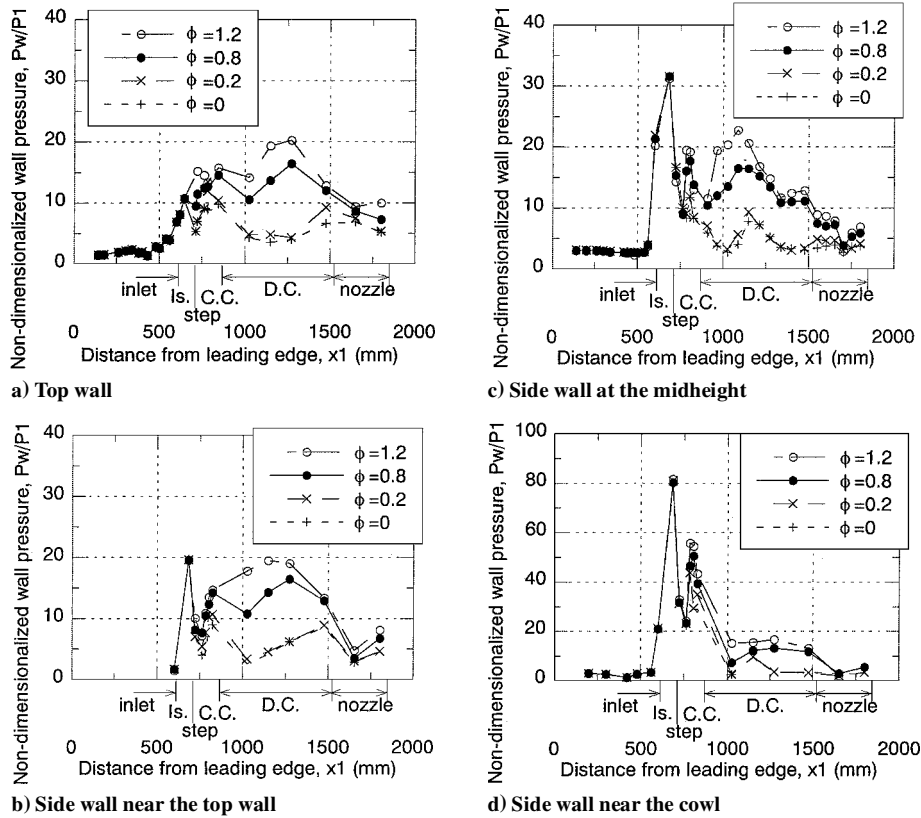 Non-dimensionalized wall pressure, Pw/P1
40
30
20
10
0
ϕ=1.2
ϕ=0.8
ϕ=0.2
ϕ=0
inlet
Is.
step
C.C.
D.C.
nozzle
0 500 1000 1500 2000
Distance from leading edge, x1 (mm)
a) Top wall
Non-dimensionalized wall pressure, Pw/P1
40
30
20
10
0
ϕ=1.2
ϕ=0.8
ϕ=0.2
ϕ=0
inlet
Is.
step
C.C.
D.C.
nozzle
0 500 1000 1500 2000
Distance from leading edge, x1 (mm)
c) Side wall at the midheight
Non-dimensionalized wall pressure, Pw/P1
40
30
20
10
0
ϕ=1.2
ϕ=0.8
ϕ=0.2
ϕ=0
inlet
Is.
step
C.C.
D.C.
nozzle
0 500 1000 1500 2000
Distance from leading edge, x1 (mm)
b) Side wall near the top wall
Non-dimensionalized wall pressure, Pw/P1
100
80
60
40
20
0
ϕ=1.2
ϕ=0.8
ϕ=0.2
ϕ=0
inlet
Is.
step
C.C.
D.C.
nozzle
0 500 1000 1500 2000
Distance from leading edge, x1 (mm)
d) Side wall near the cowl